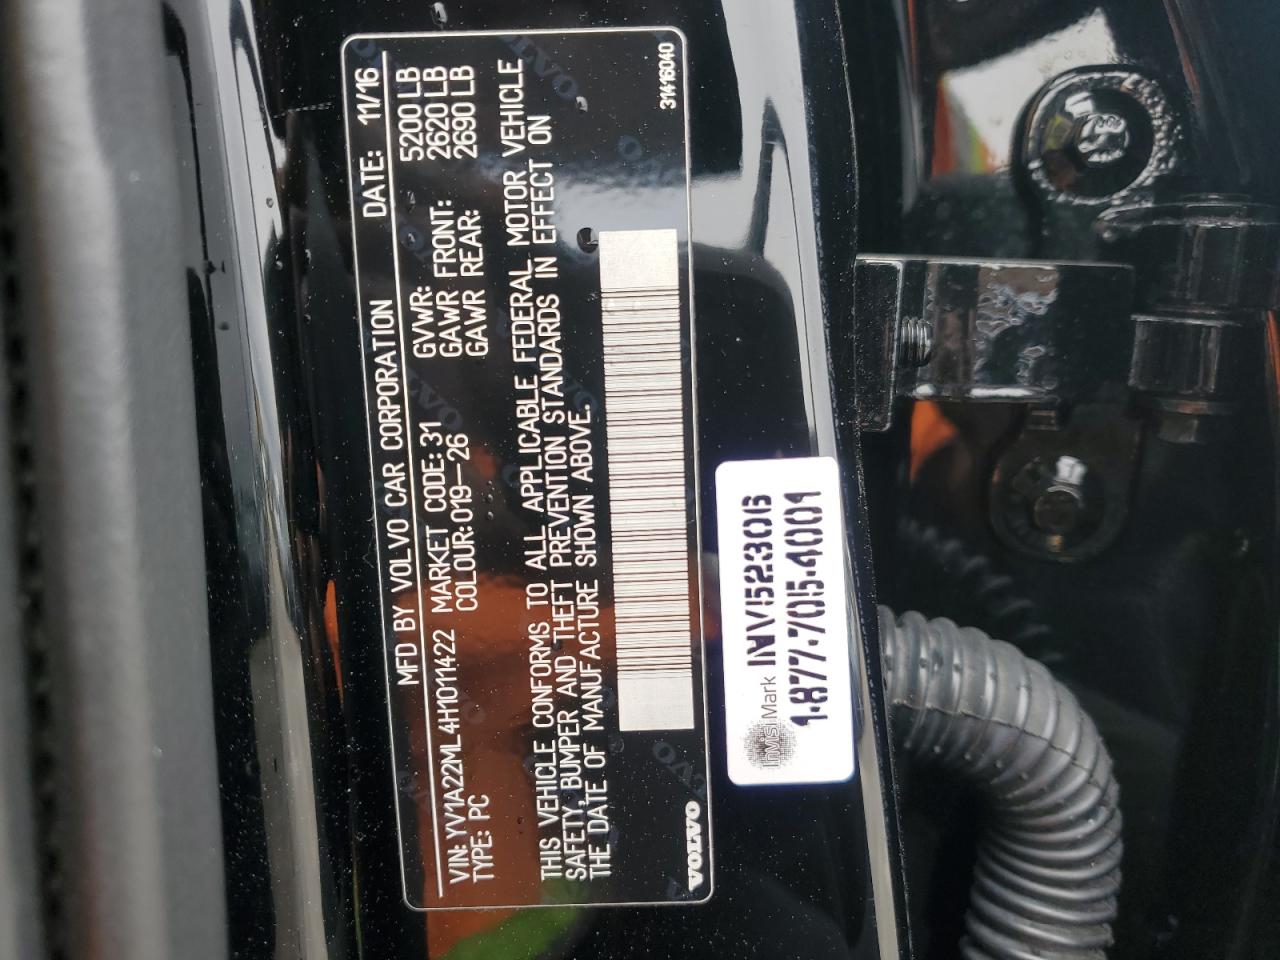 MFD BY VOLVO CAR CORPORATION DATE: 11/16
VIN: YV1A22ML4H1011422 MARKET CODE: 31 GVWR: 5200 LB
TYPE: PC COLOUR: 019-26 GAWR FRONT: 2620 LB
GAWR REAR: 2690 LB
THIS VEHICLE CONFORMS TO ALL APPLICABLE FEDERAL MOTOR VEHICLE
SAFETY, BUMPER AND THEFT PREVENTION STANDARDS IN EFFECT ON
THE DATE OF MANUFACTURE SHOWN ABOVE.
VOLVO
31416040
InvisiMark INV5230G
1.877.705.4001